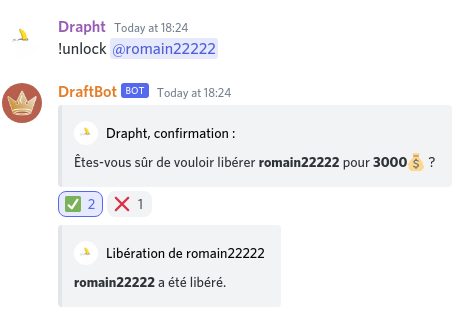 Drapht Today at 18:24
!unlock @romain22222
DraftBot BOT Today at 18:24
Drapht, confirmation :
Êtes-vous sûr de vouloir libérer romain22222 pour 3000💰 ?
✅ 2 ❌ 1
Libération de romain22222
romain22222 a été libéré.